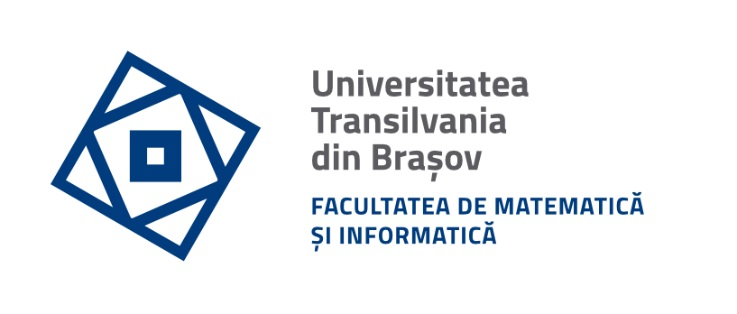 Universitatea
Transilvania
din Brașov
FACULTATEA DE MATEMATICĂ
ȘI INFORMATICĂ